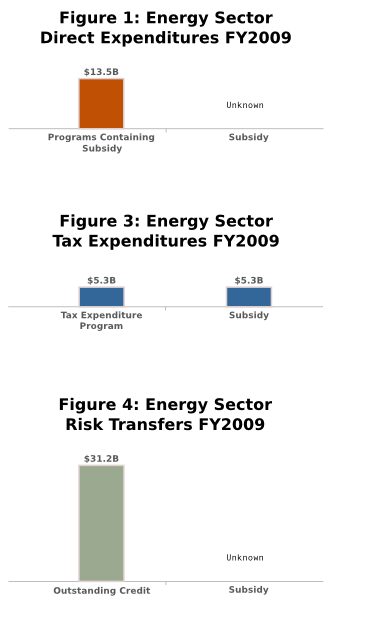 Figure 1: Energy Sector
Direct Expenditures FY2009
$13.5B
Unknown
Programs Containing
Subsidy
Subsidy
Figure 3: Energy Sector
Tax Expenditures FY2009
$5.3B
$5.3B
Tax Expenditure
Program
Subsidy
Figure 4: Energy Sector
Risk Transfers FY2009
$31.2B
Unknown
Outstanding Credit
Subsidy